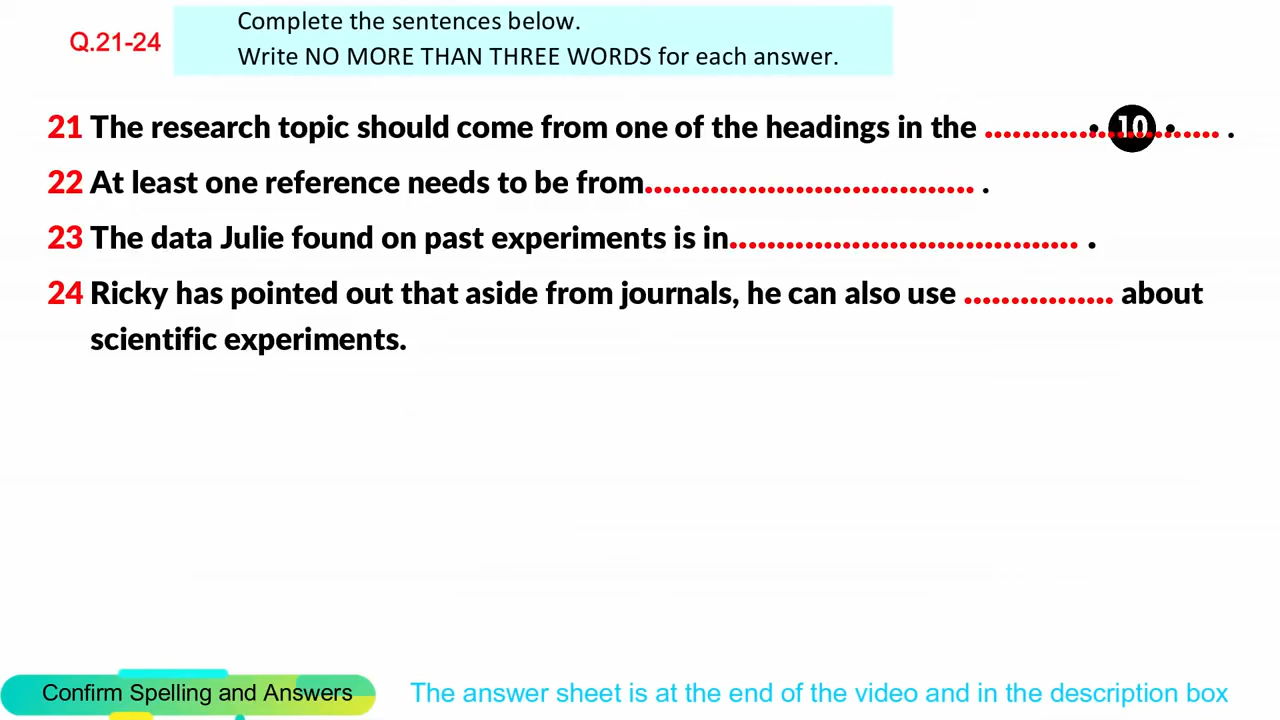 Q.21-24
Complete the sentences below.
Write NO MORE THAN THREE WORDS for each answer.
21 The research topic should come from one of the headings in the ......................... .
10
22 At least one reference needs to be from................................... .
23 The data Julie found on past experiments is in..................................... .
24 Ricky has pointed out that aside from journals, he can also use ................ about
scientific experiments.
Confirm Spelling and Answers
The answer sheet is at the end of the video and in the description box